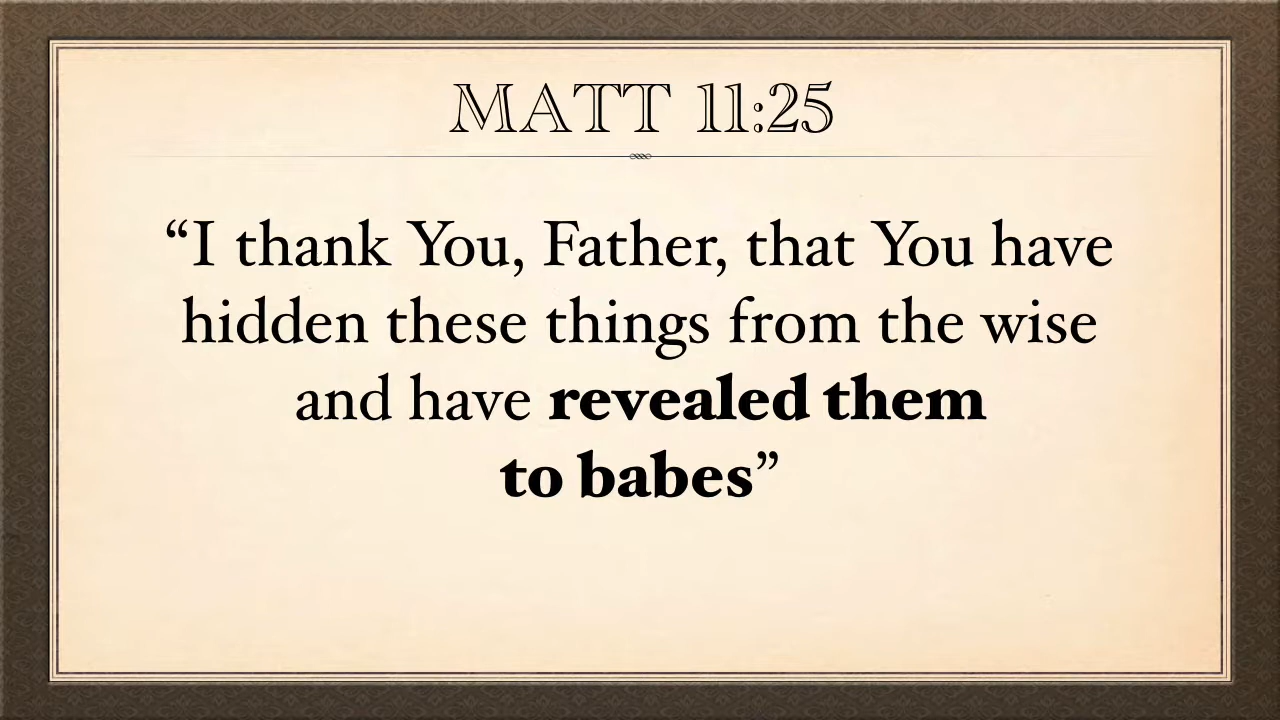 MATT 11:25
“I thank You, Father, that You have
hidden these things from the wise
and have revealed them
to babes”